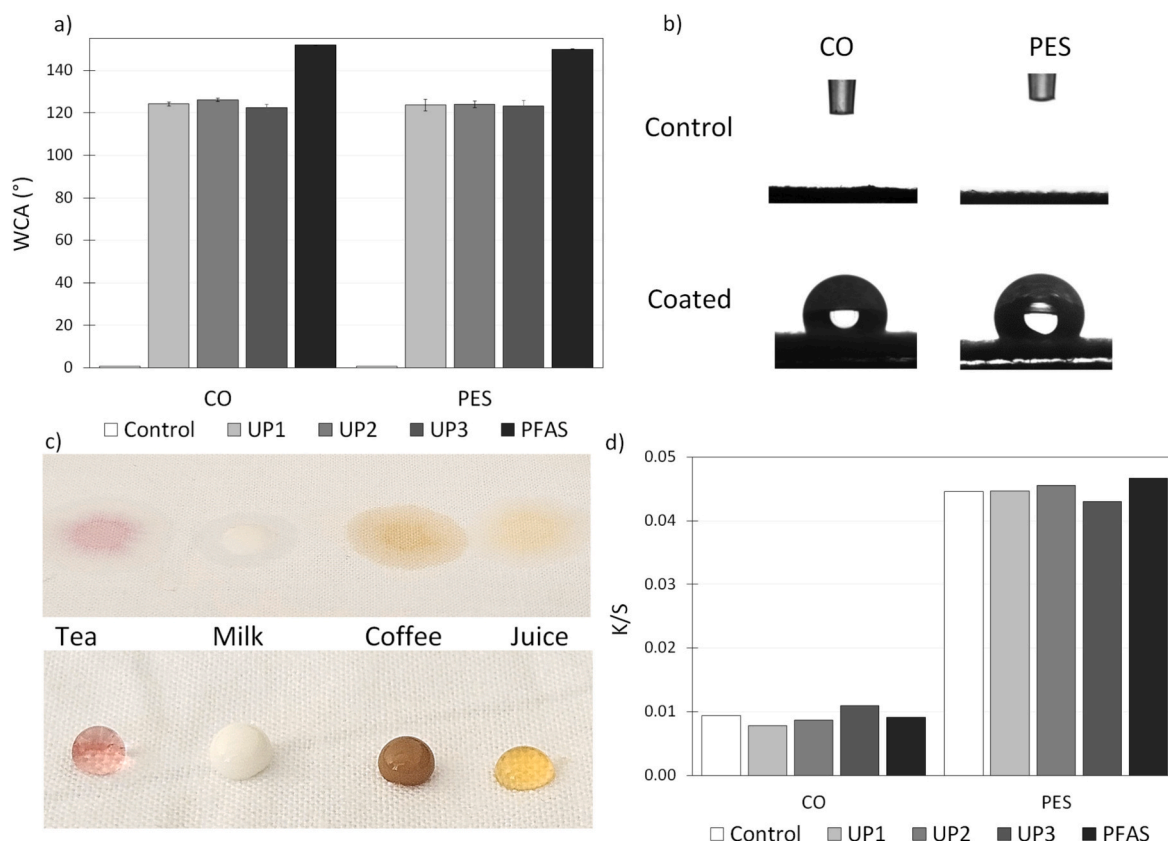 a)
WCA (°)
140
120
100
80
60
40
20
0
CO PES
□ Control □ UP1 ■ UP2 ■ UP3 ■ PFAS
b)
CO PES
Control
Coated
c)
Tea Milk Coffee Juice
d)
K/S
0.05
0.04
0.03
0.02
0.01
0.00
CO PES
□ Control □ UP1 ■ UP2 ■ UP3 ■ PFAS